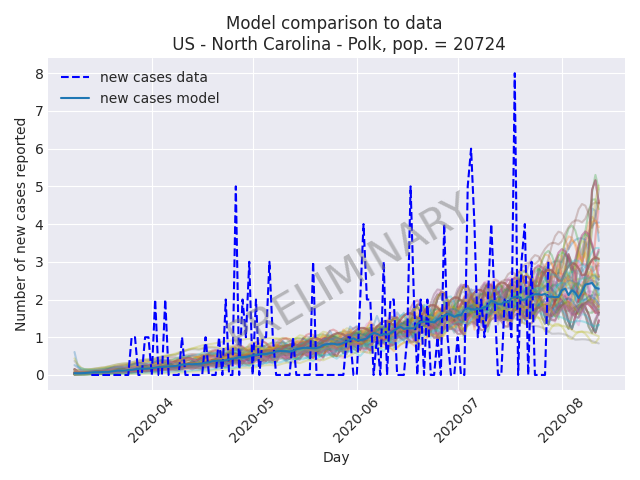 Model comparison to data
US - North Carolina - Polk, pop. = 20724
new cases data
new cases model
PRELIMINARY
Number of new cases reported
8
7
6
5
4
3
2
1
0
2020-04
2020-05
2020-06
2020-07
2020-08
Day